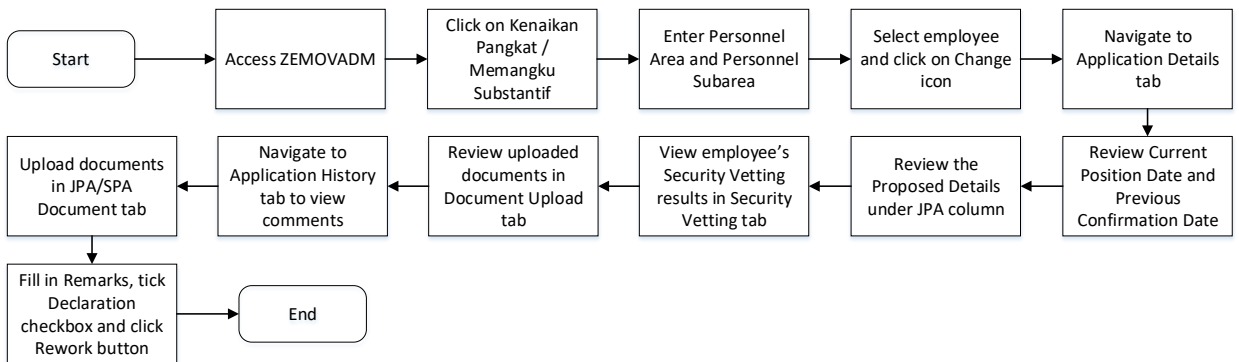 Start
Access ZEMOVADM
Click on Kenaikan
Pangkat /
Memangku
Substantif
Enter Personnel
Area and Personnel
Subarea
Select employee
and click on Change
icon
Navigate to
Application Details
tab
Review Current
Position Date and
Previous
Confirmation Date
Review the
Proposed Details
under JPA column
View employee’s
Security Vetting
results in Security
Vetting tab
Review uploaded
documents in
Document Upload
tab
Navigate to
Application History
tab to view
comments
Upload documents
in JPA/SPA
Document tab
Fill in Remarks, tick
Declaration
checkbox and click
Rework button
End